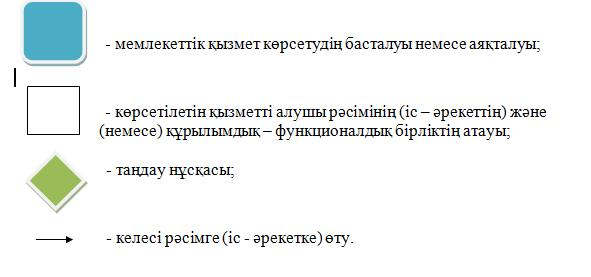 - мемлекеттік қызмет көрсетудің басталуы немесе аяқталуы;
- көрсетілетін қызметті алушы рәсімінің (іс – әрекеттің) және
(немесе) құрылымдық – функционалдық бірліктің атауы;
- таңдау нұсқасы;
- келесі рәсімге (іс - әрекетке) өту.